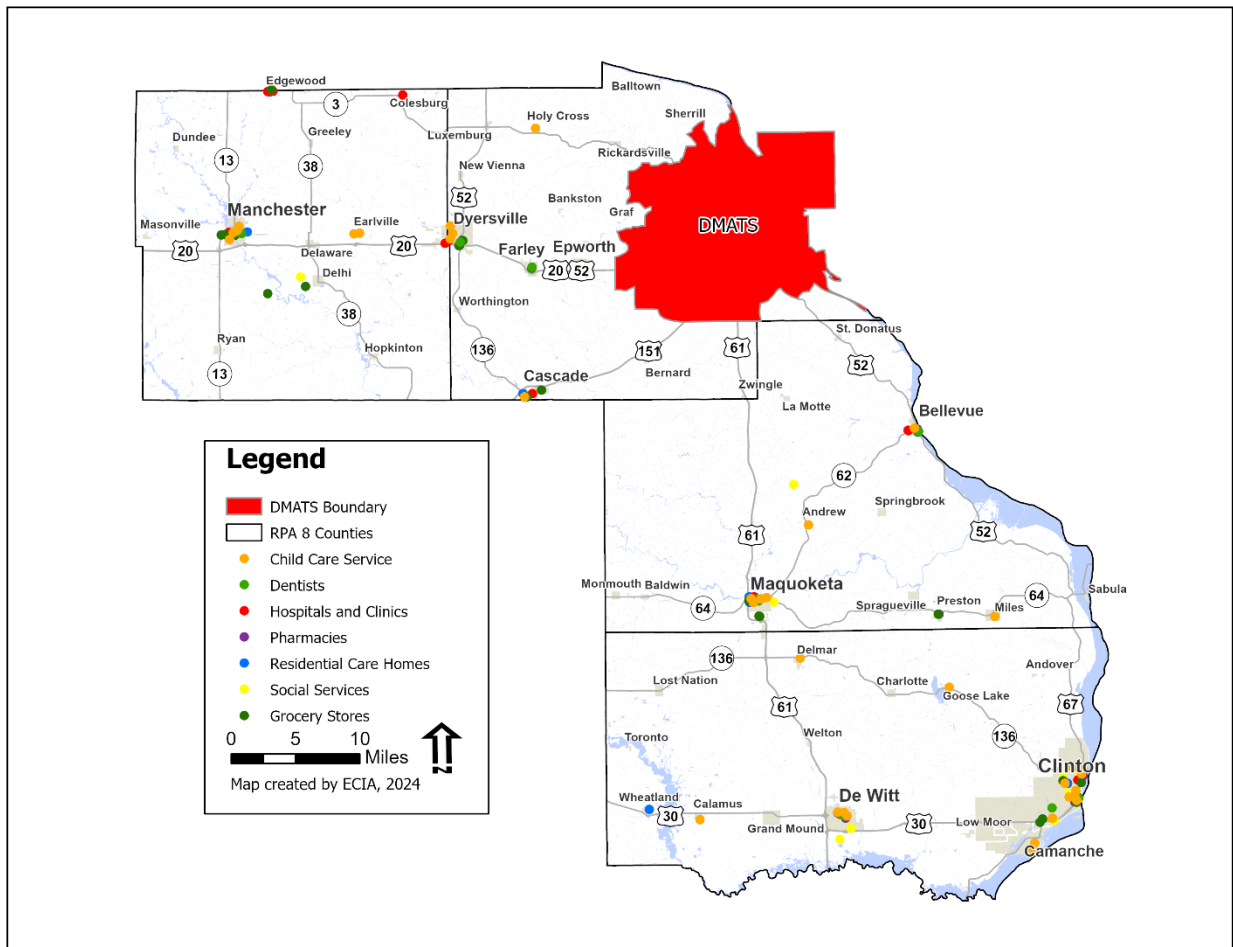 Edgewood
Balltown
3
Colesburg
Sherrill
Holy Cross
Dundee
Greeley
Luxemburg
Rickardsville
13
38
New Vienna
52
Bankston
Graf
Manchester
Earlville
Dyersville
DMATS
Masonville
20
Delaware
20
Farley
Epworth
20
52
Delhi
Worthington
38
St. Donatus
Ryan
136
151
61
52
Hopkinton
Bernard
13
Cascade
Zwingle
La Motte
Bellevue
62
Springbrook
Andrew
61
52
Maquoketa
Monmouth
Baldwin
64
Spragueville
Preston
Miles
64
Sabula
136
Delmar
Andover
Lost Nation
Charlotte
Goose Lake
61
67
Toronto
Welton
136
Clinton
Wheatland
De Witt
Calamus
30
Grand Mound
30
Low Moor
Camanche
Legend
DMATS Boundary
RPA 8 Counties
Child Care Service
Dentists
Hospitals and Clinics
Pharmacies
Residential Care Homes
Social Services
Grocery Stores
0 5 10
Miles
N
Map created by ECIA, 2024